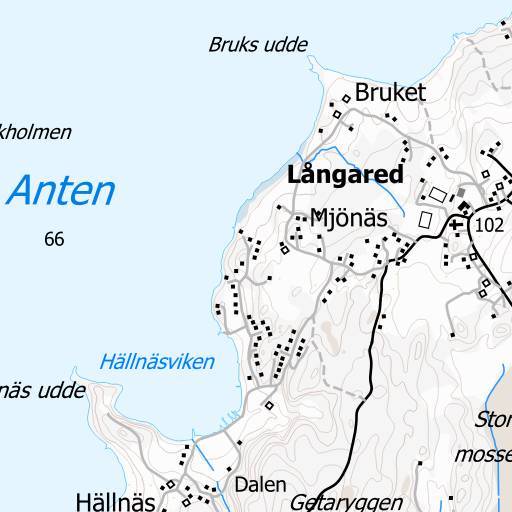 Bruks udde
Bruket
kholmen
Långared
Anten
Mjönäs
102
66
Hällnäsviken
näs udde
Stor
mosse
Dalen
Hällnäs
Getaryggen